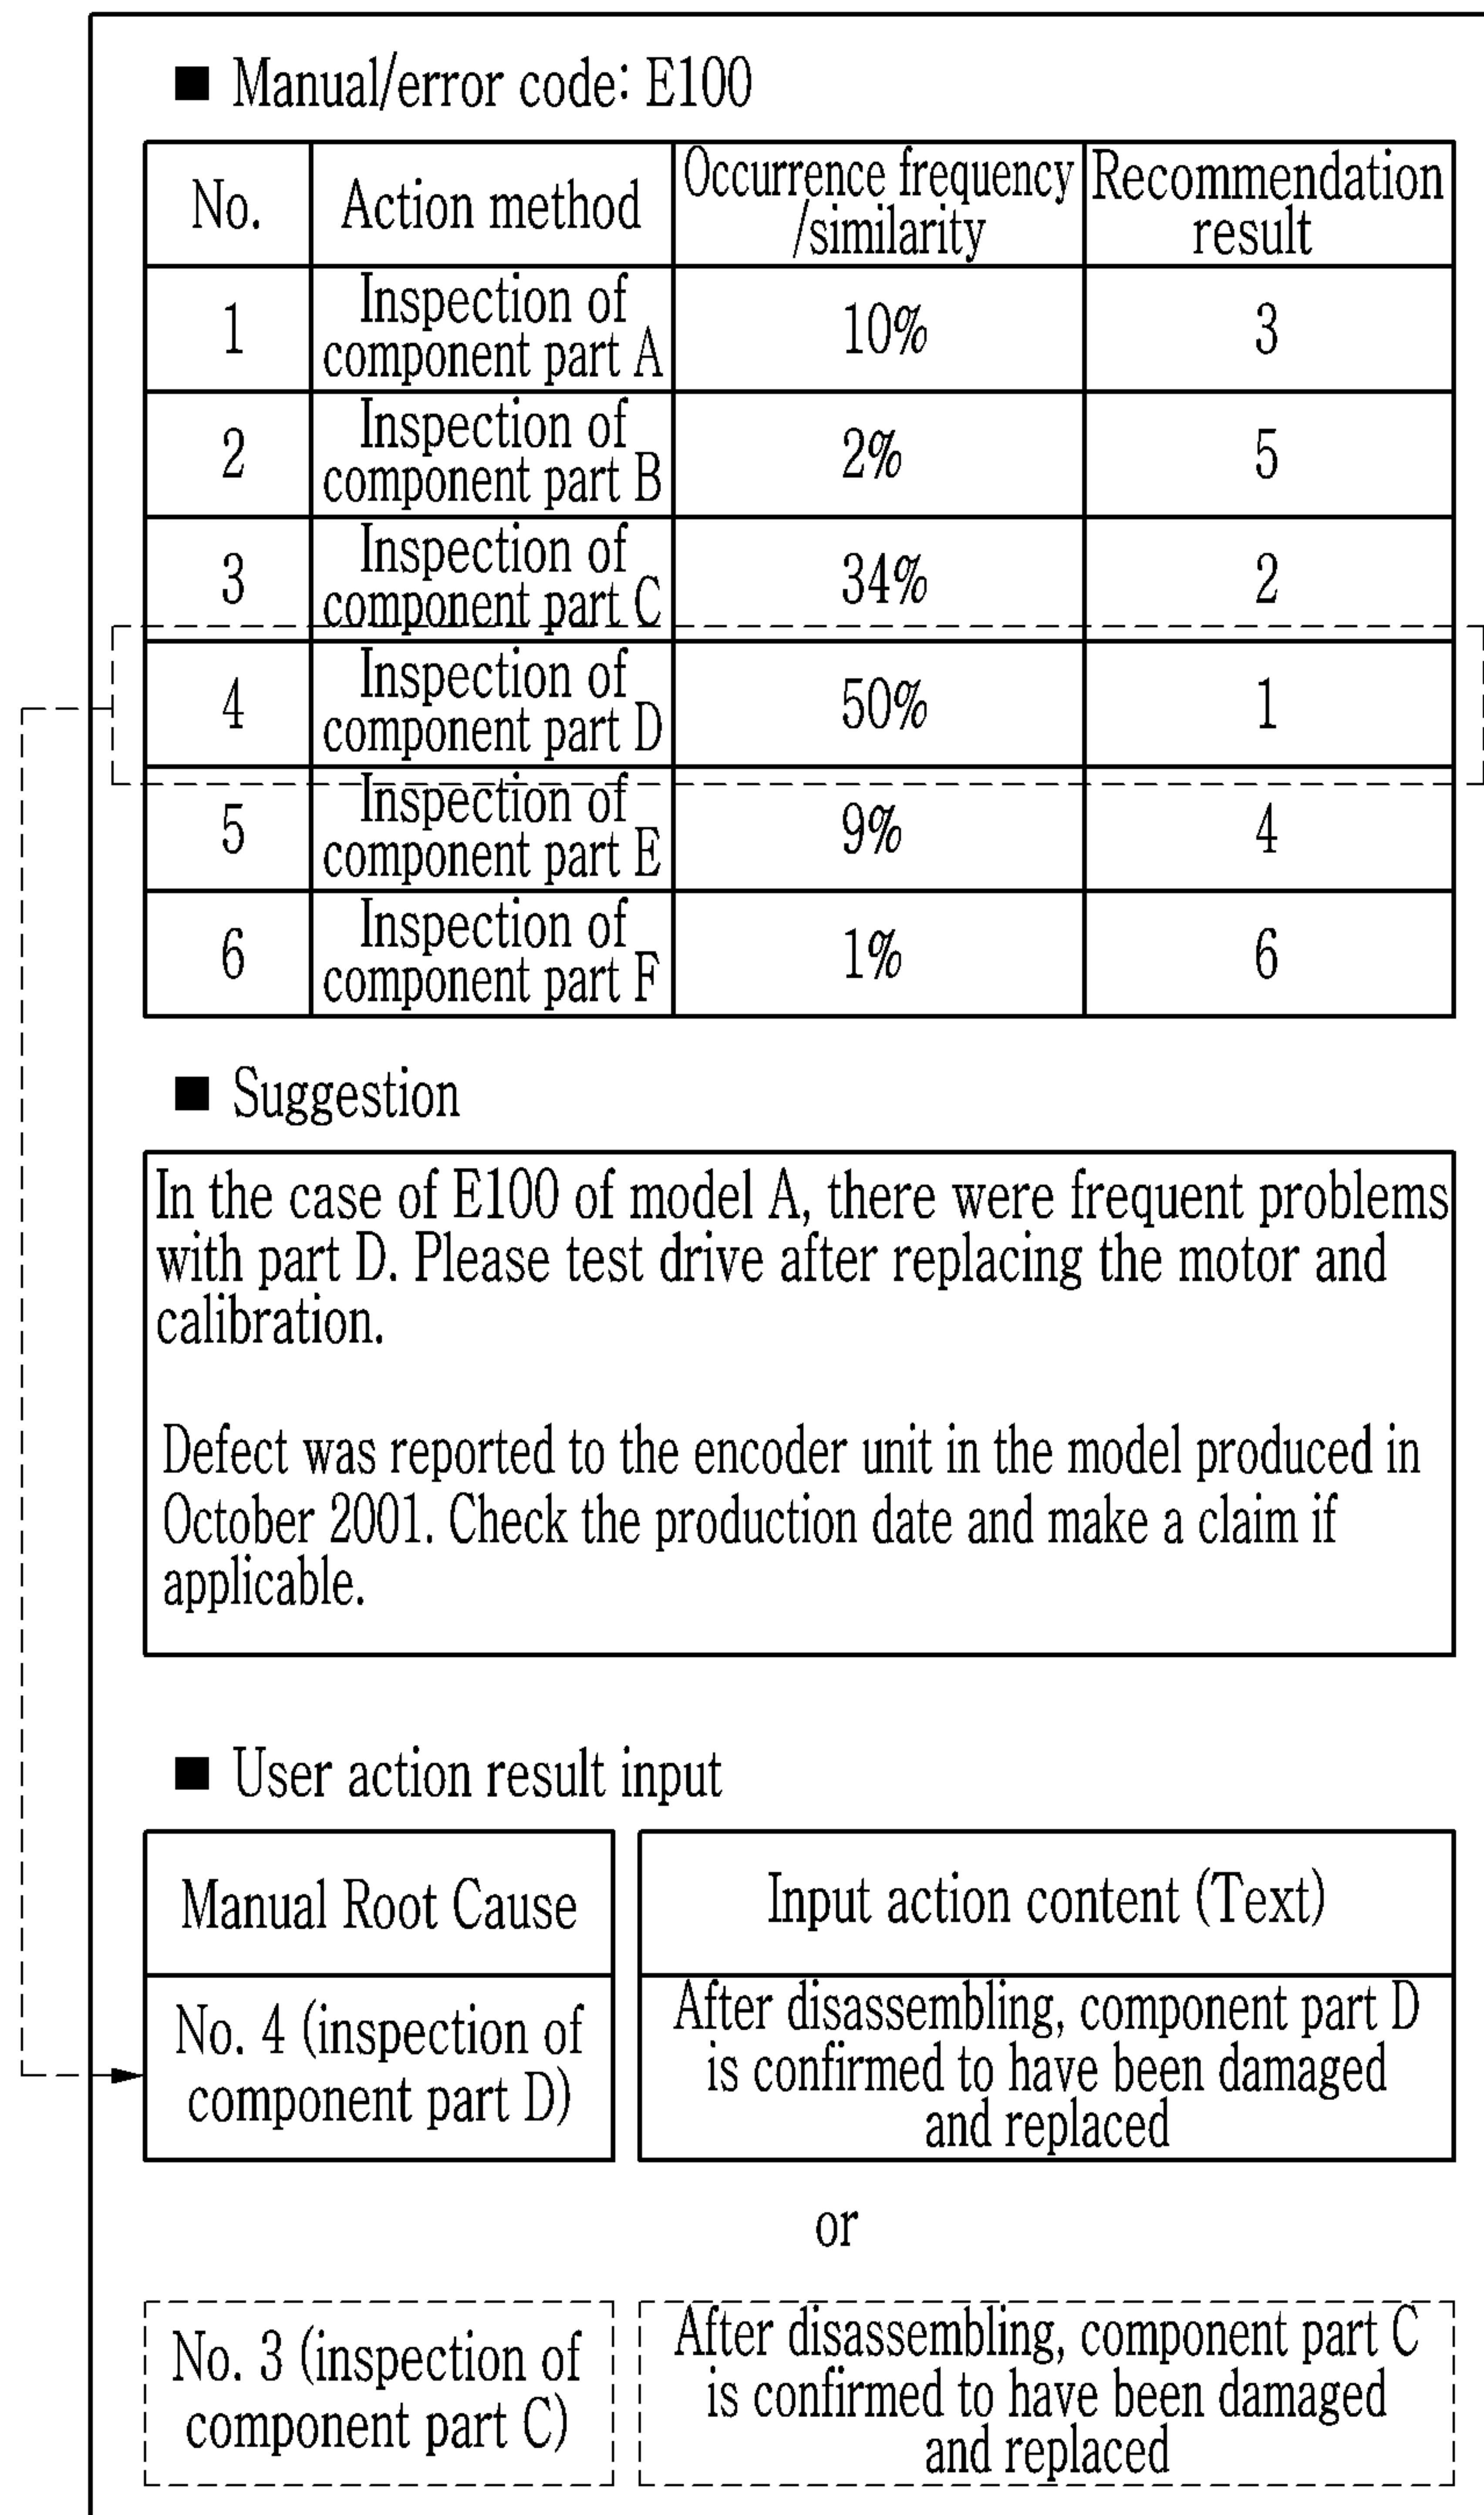 ■ Manual/error code: E100
No. Action method Occurrence frequency /similarity Recommendation result
1 Inspection of component part A 10% 3
2 Inspection of component part B 2% 5
3 Inspection of component part C 34% 2
4 Inspection of component part D 50% 1
5 Inspection of component part E 9% 4
6 Inspection of component part F 1% 6
■ Suggestion
In the case of E100 of model A, there were frequent problems
with part D. Please test drive after replacing the motor and
calibration.
Defect was reported to the encoder unit in the model produced in
October 2001. Check the production date and make a claim if
applicable.
■ User action result input
Manual Root Cause
Input action content (Text)
No. 4 (inspection of
component part D)
After disassembling, component part D
is confirmed to have been damaged
and replaced
or
No. 3 (inspection of
component part C)
After disassembling, component part C
is confirmed to have been damaged
and replaced